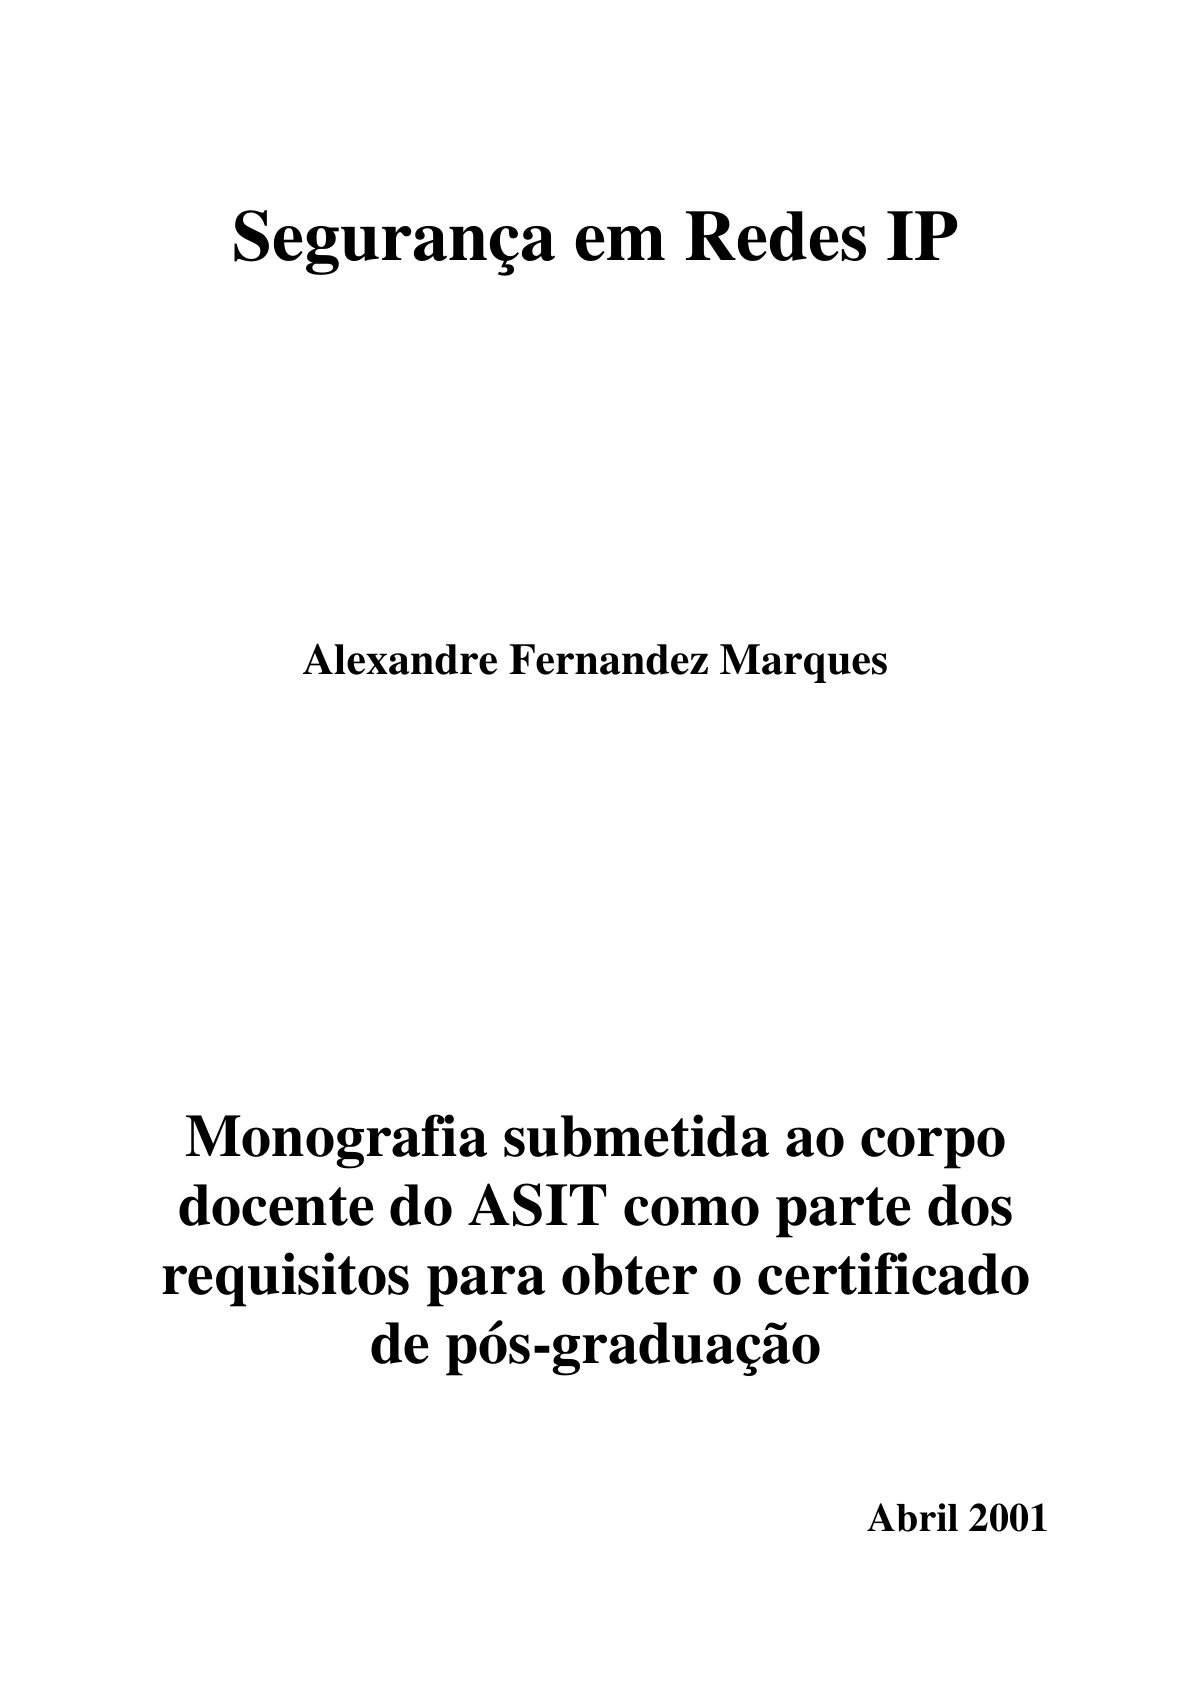 Segurança em Redes IP
Alexandre Fernandez Marques
Monografia submetida ao corpo
docente do ASIT como parte dos
requisitos para obter o certificado
de pós-graduação
Abril 2001